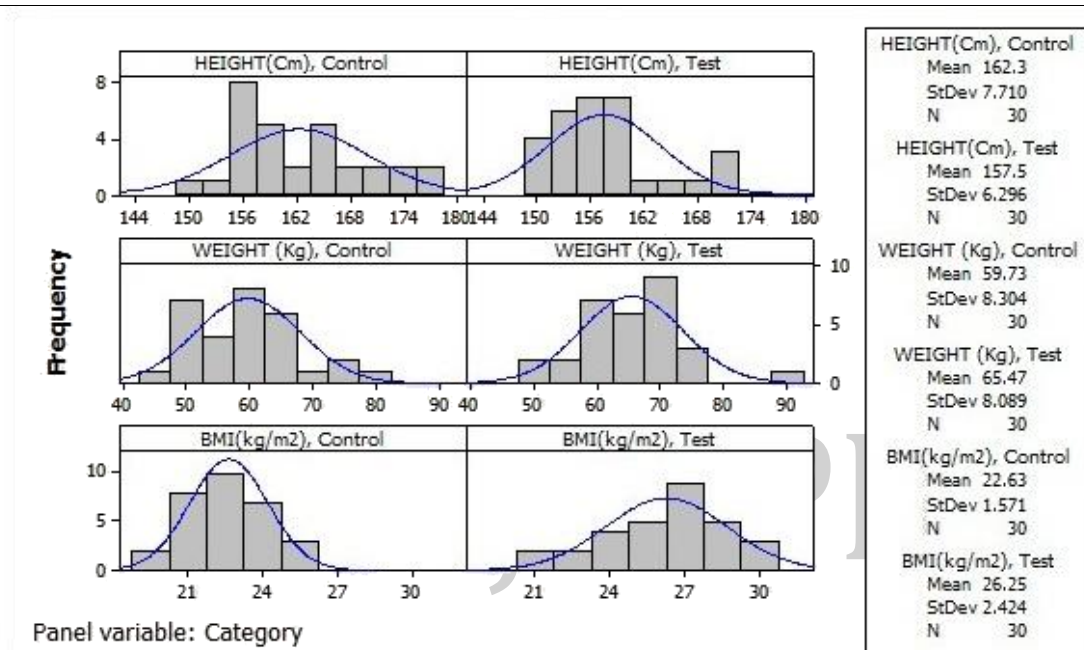 HEIGHT(Cm), Control HEIGHT(Cm), Test
8
4
0
144 150 156 162 168 174 180 144 150 156 162 168 174 180
WEIGHT (Kg), Control WEIGHT (Kg), Test
10
5
0
40 50 60 70 80 90 40 50 60 70 80 90
BMI(kg/m2), Control BMI(kg/m2), Test
10
5
0
21 24 27 30 21 24 27 30
Frequency
Panel variable: Category
HEIGHT(Cm), Control
Mean 162.3
StDev 7.710
N 30
HEIGHT(Cm), Test
Mean 157.5
StDev 6.296
N 30
WEIGHT (Kg), Control
Mean 59.73
StDev 8.304
N 30
WEIGHT (Kg), Test
Mean 65.47
StDev 8.089
N 30
BMI(kg/m2), Control
Mean 22.63
StDev 1.571
N 30
BMI(kg/m2), Test
Mean 26.25
StDev 2.424
N 30